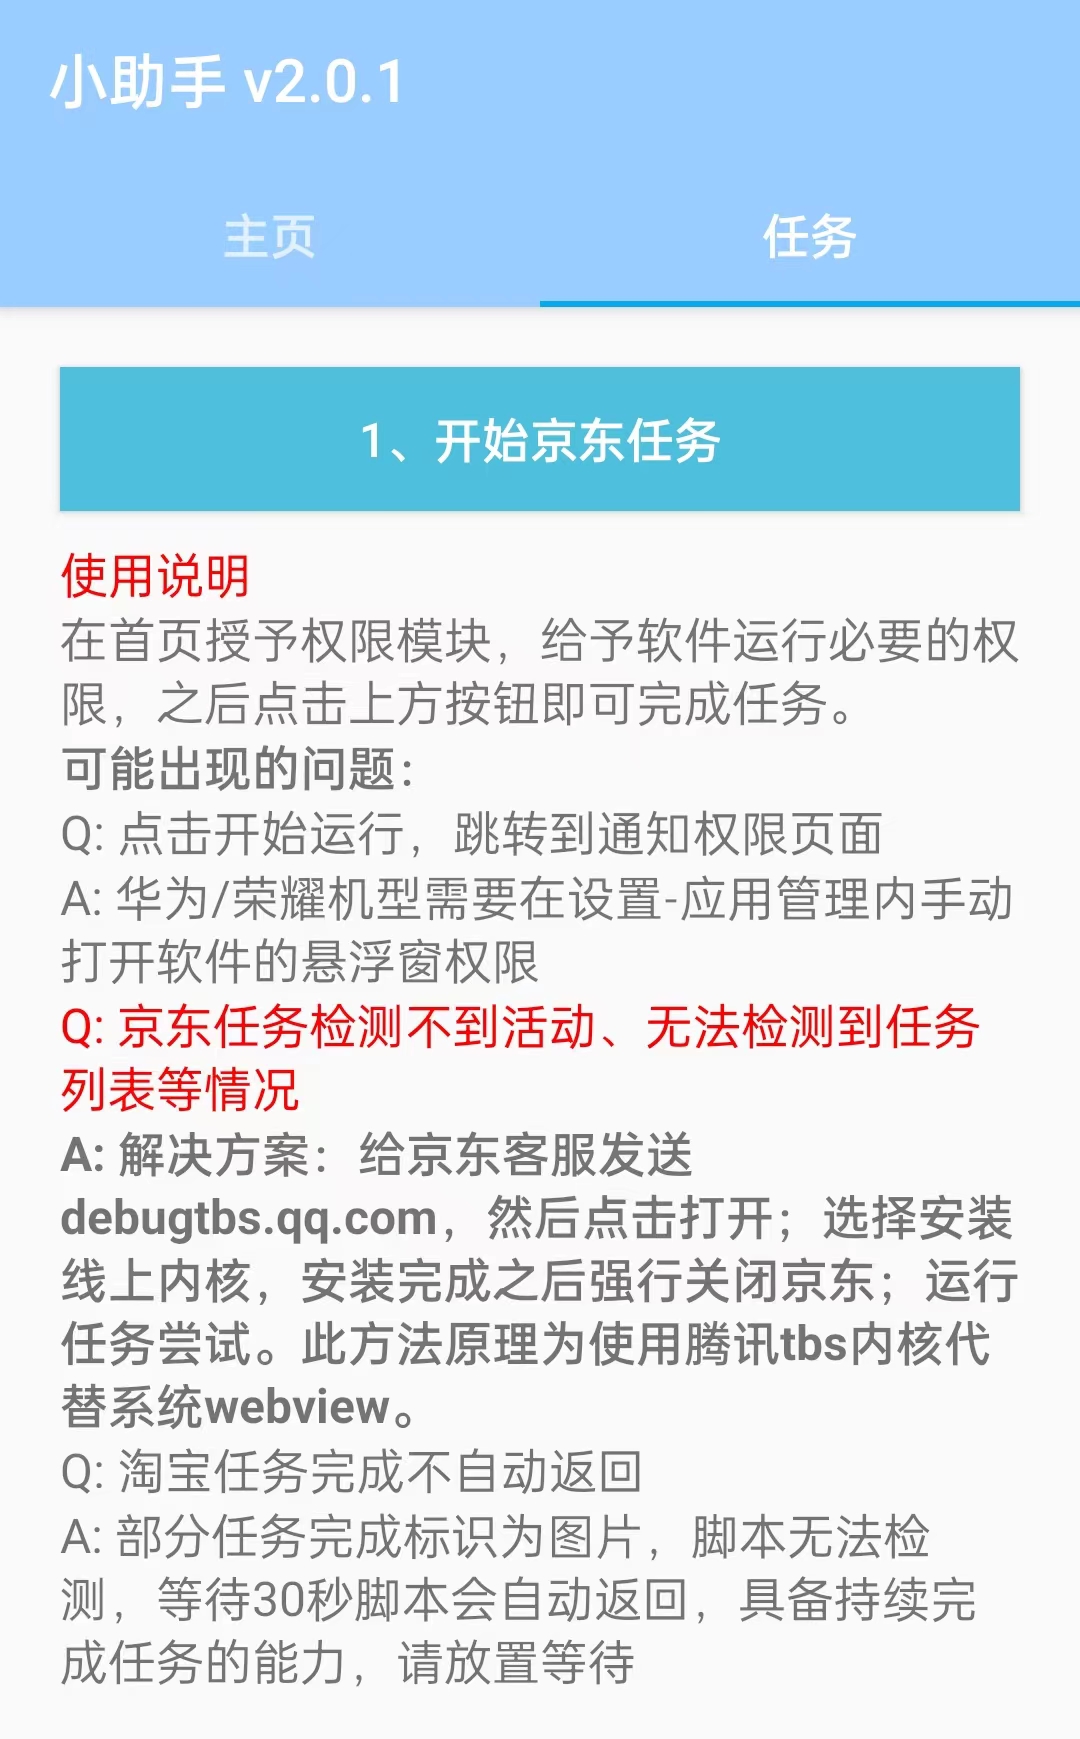 小助手 v2.0.1
主页
任务
1、开始京东任务
使用说明
在首页授予权限模块，给予软件运行必要的权
限，之后点击上方按钮即可完成任务。
可能出现的问题：
Q: 点击开始运行，跳转到通知权限页面
A: 华为/荣耀机型需要在设置-应用管理内手动
打开软件的悬浮窗权限
Q: 京东任务检测不到活动、无法检测到任务
列表等情况
A: 解决方案：给京东客服发送
debugtbs.qq.com，然后点击打开；选择安装
线上内核，安装完成之后强行关闭京东；运行
任务尝试。此方法原理为使用腾讯tbs内核代
替系统webview。
Q: 淘宝任务完成不自动返回
A: 部分任务完成标识为图片，脚本无法检
测，等待30秒脚本会自动返回，具备持续完
成任务的能力，请放置等待